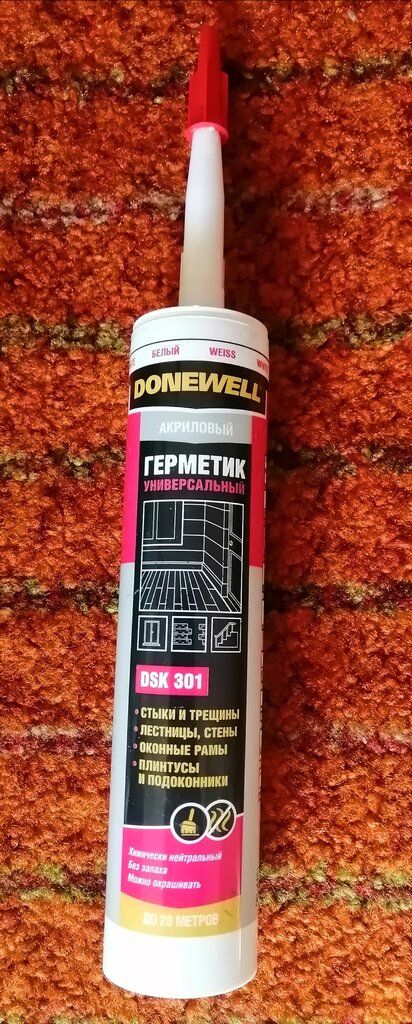 БЕЛЫЙ WEISS
DONEWELL
АКРИЛОВЫЙ
ГЕРМЕТИК
УНИВЕРСАЛЬНЫЙ
DSK 301
• СТЫКИ И ТРЕЩИНЫ
• ЛЕСТНИЦЫ, СТЕНЫ
• ОКОННЫЕ РАМЫ
• ПЛИНТУСЫ
И ПОДОКОННИКИ
Химически нейтральный
Без запаха
Можно окрашивать
ДО 20 МЕТРОВ